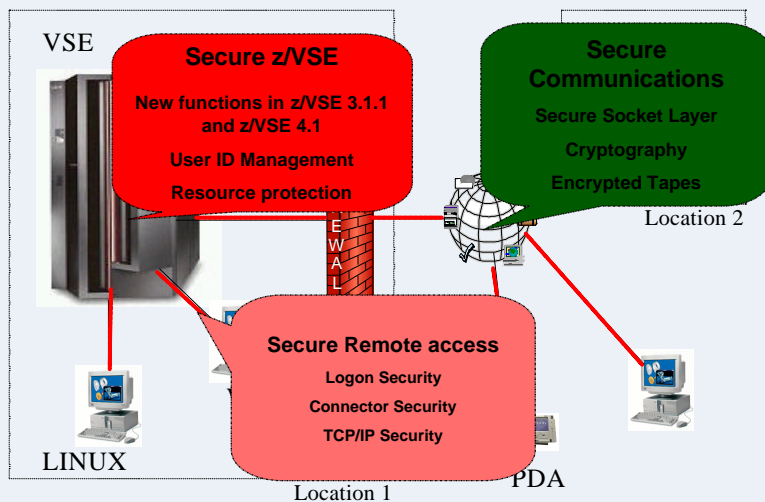 VSE
Secure z/VSE
New functions in z/VSE 3.1.1
and z/VSE 4.1
User ID Management
Resource protection
Secure
Communications
Secure Socket Layer
Cryptography
Encrypted Tapes
Location 2
EWAL
Secure Remote access
Logon Security
Connector Security
TCP/IP Security
LINUX
PDA
Location 1